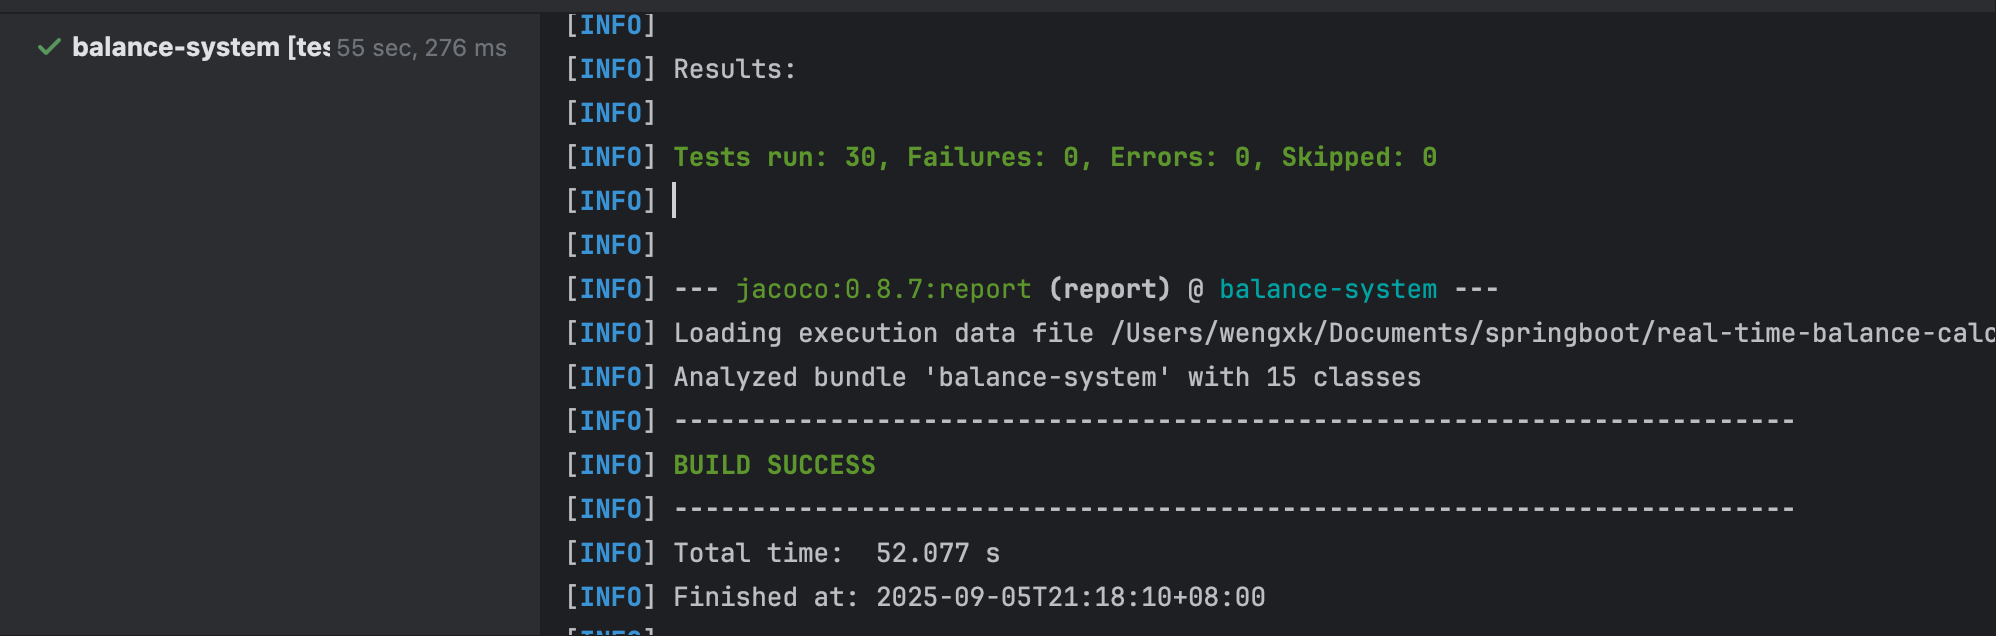 balance-system [tes 55 sec, 276 ms
[INFO]
[INFO] Results:
[INFO]
[INFO] Tests run: 30, Failures: 0, Errors: 0, Skipped: 0
[INFO]
[INFO]
[INFO] --- jacoco:0.8.7:report (report) @ balance-system ---
[INFO] Loading execution data file /Users/wengxk/Documents/springboot/real-time-balance-calc
[INFO] Analyzed bundle 'balance-system' with 15 classes
[INFO] ------------------------------------------------------------------------
[INFO] BUILD SUCCESS
[INFO] ------------------------------------------------------------------------
[INFO] Total time:  52.077 s
[INFO] Finished at: 2025-09-05T21:18:10+08:00
[INFO]